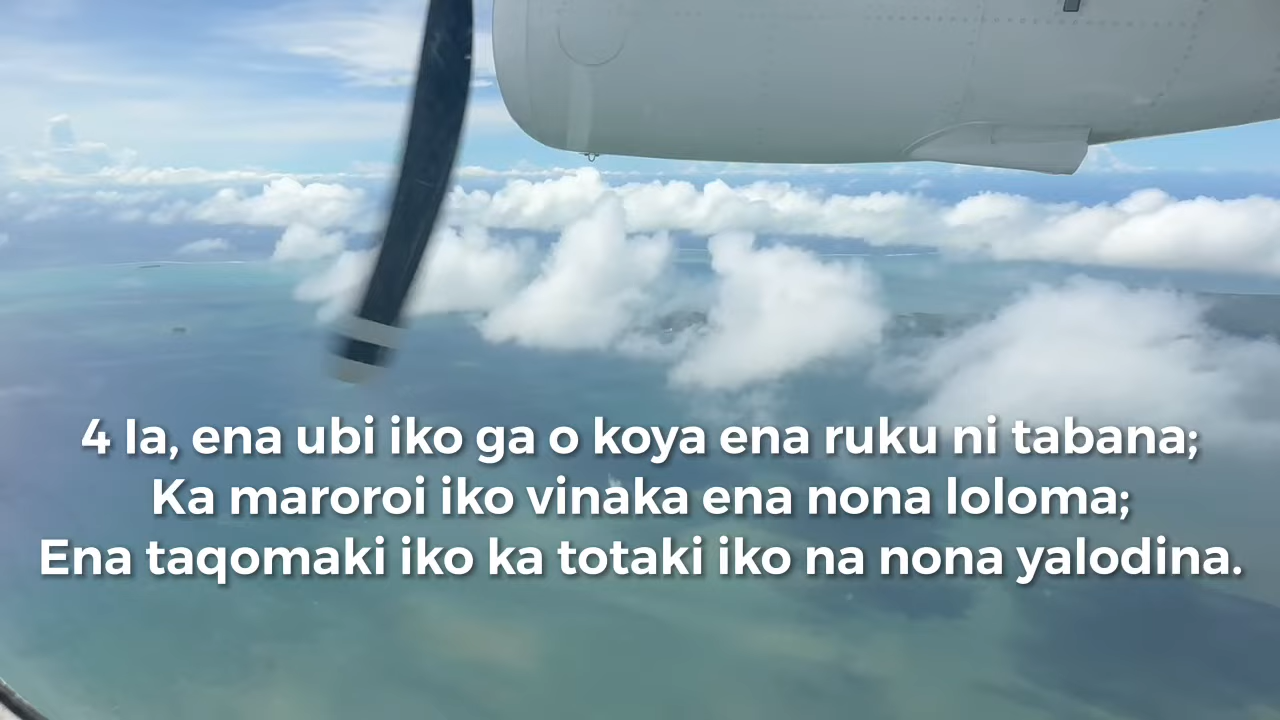 4 Ia, ena ubi iko ga o koya ena ruku ni tabana;
Ka maroroi iko vinaka ena nona loloma;
Ena taqomaki iko ka totaki iko na nona yalodina.